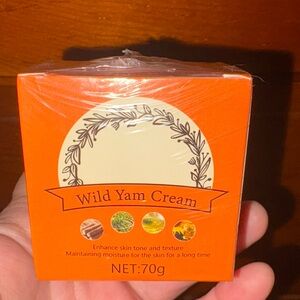 Wild Yam Cream
Enhance skin tone and texture
Maintaining moisture for the skin for a long time
NET:70g